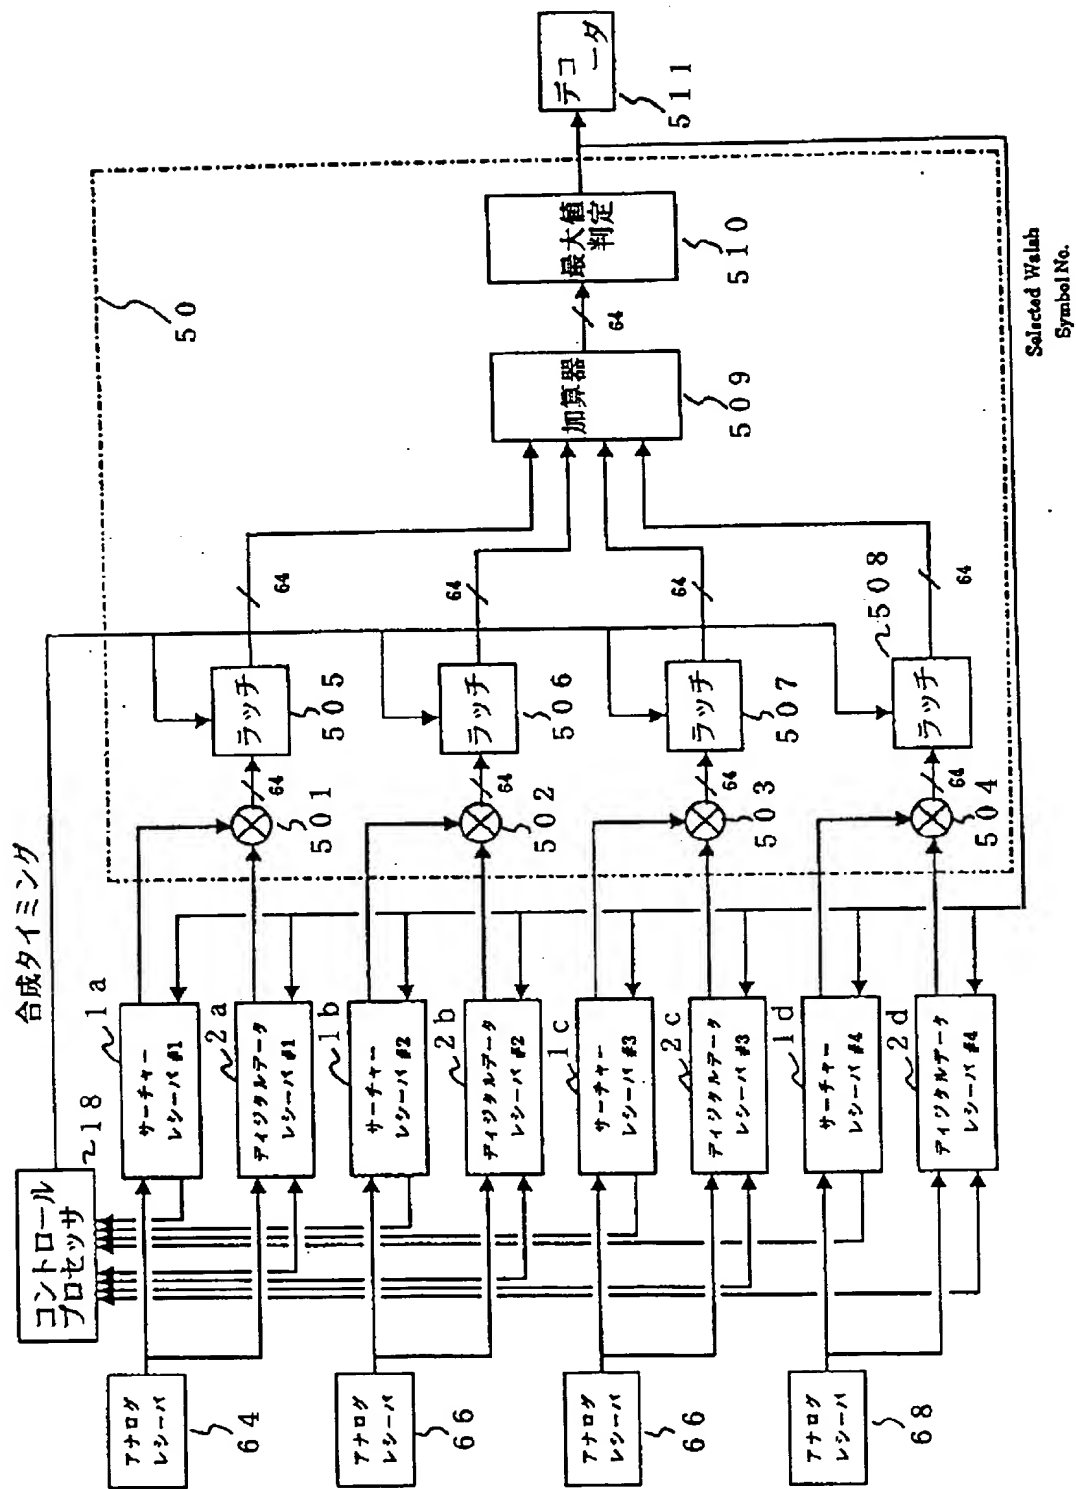 コントロール
プロセッサ
18
合成タイミング
アナログ
レシーバ
64
サーチャー
レシーバ #1
1a
ディジタルデータ
レシーバ #1
2a
501
64
ラッチ
505
64
アナログ
レシーバ
66
サーチャー
レシーバ #2
1b
ディジタルデータ
レシーバ #2
2b
502
64
ラッチ
506
64
アナログ
レシーバ
66
サーチャー
レシーバ #3
1c
ディジタルデータ
レシーバ #3
2c
503
64
ラッチ
507
64
アナログ
レシーバ
68
サーチャー
レシーバ #4
1d
ディジタルデータ
レシーバ #4
2d
504
64
ラッチ
508
64
50
加算器
509
64
最大値
判定
510
デコ
ータ
511
Selected Walsh
Symbol No.